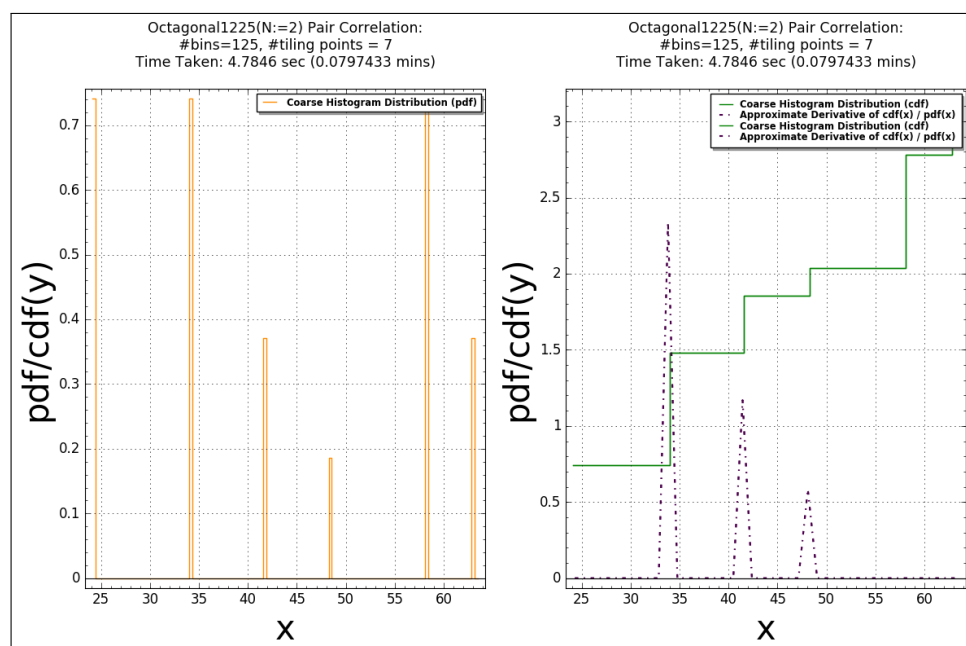 Octagonal1225(N:=2) Pair Correlation:
#bins=125, #tiling points = 7
Time Taken: 4.7846 sec (0.0797433 mins)
Coarse Histogram Distribution (pdf)
0.7
0.6
0.5
0.4
0.3
0.2
0.1
0
pdf/cdf(y)
25 30 35 40 45 50 55 60
x
Octagonal1225(N:=2) Pair Correlation:
#bins=125, #tiling points = 7
Time Taken: 4.7846 sec (0.0797433 mins)
Coarse Histogram Distribution (cdf)
Approximate Derivative of cdf(x) / pdf(x)
Coarse Histogram Distribution (cdf)
Approximate Derivative of cdf(x) / pdf(x)
3
2.5
2
1.5
1
0.5
0
pdf/cdf(y)
25 30 35 40 45 50 55 60
x